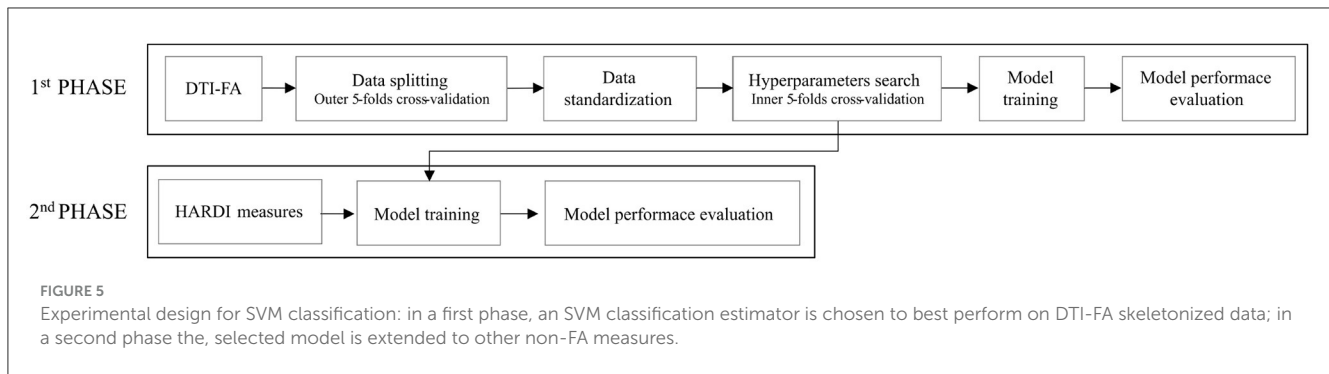 1st PHASE
DTI-FA
Data splitting
Outer 5-folds cross-validation
Data
standardization
Hyperparameters search
Inner 5-folds cross-validation
Model
training
Model performace
evaluation
2nd PHASE
HARDI measures
Model training
Model performace evaluation
FIGURE 5
Experimental design for SVM classification: in a first phase, an SVM classification estimator is chosen to best perform on DTI-FA skeletonized data; in
a second phase the, selected model is extended to other non-FA measures.